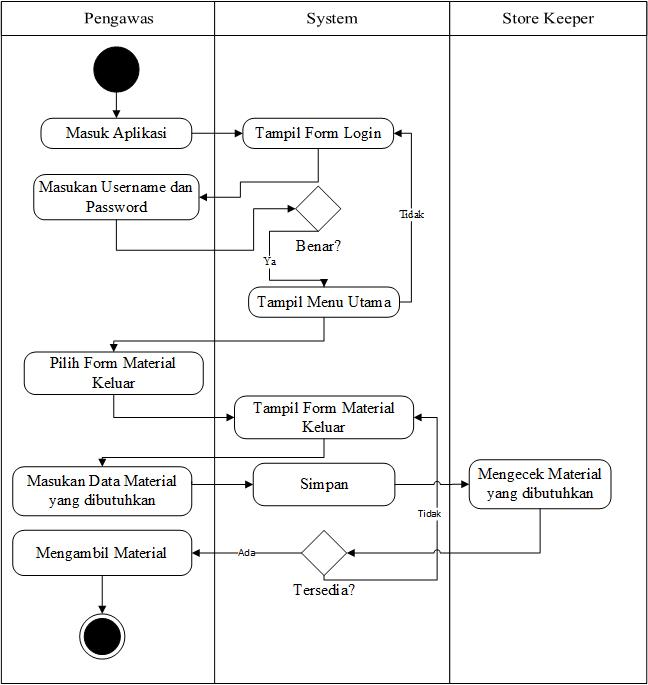 Pengawas
System
Store Keeper
Masuk Aplikasi
Tampil Form Login
Masukan Username dan
Password
Tidak
Benar?
Ya
Tampil Menu Utama
Pilih Form Material
Keluar
Tampil Form Material
Keluar
Masukan Data Material
yang dibutuhkan
Simpan
Mengecek Material
yang dibutuhkan
Tidak
Mengambil Material
Ada
Tersedia?